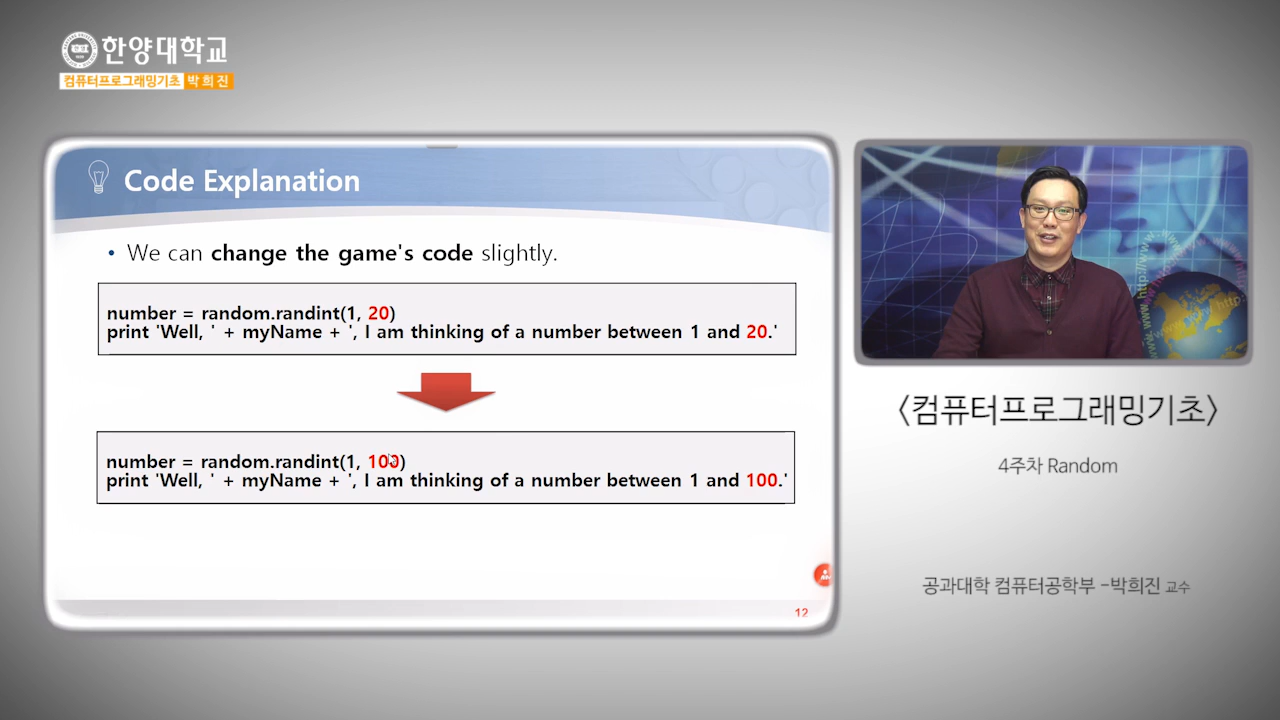 한양대학교
컴퓨터프로그래밍기초 박희진
Code Explanation
• We can change the game's code slightly.
number = random.randint(1, 20)
print 'Well, ' + myName + ', I am thinking of a number between 1 and 20.'
number = random.randint(1, 100)
print 'Well, ' + myName + ', I am thinking of a number between 1 and 100.'
12
http://www.
www.
http
<컴퓨터프로그래밍기초>
4주차 Random
공과대학 컴퓨터공학부 -박희진 교수